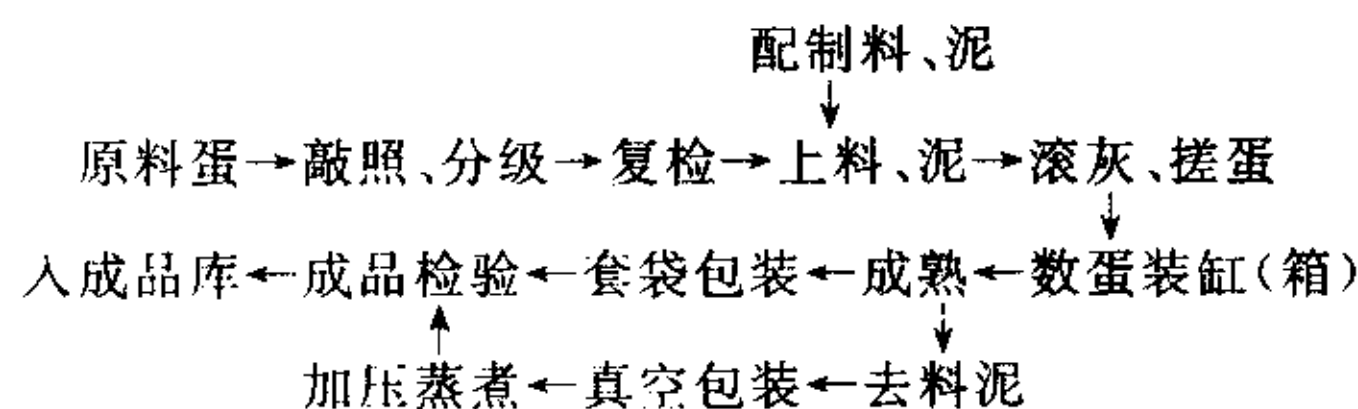 配制料、泥
原料蛋→敲照、分级→复检→上料、泥→滚灰、搓蛋
入成品库←成品检验←套袋包装←成熟←数蛋装缸(箱)
加压蒸煮←真空包装←去料泥